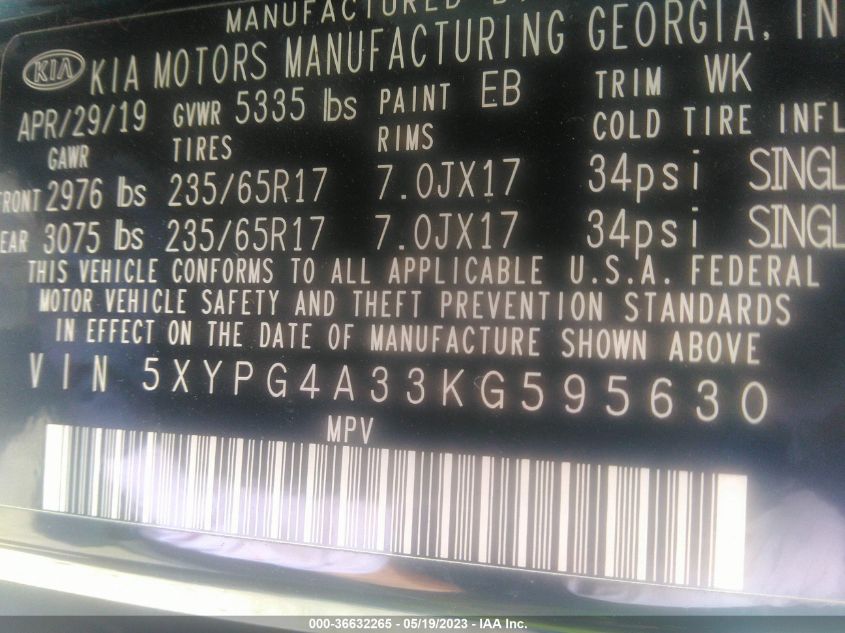 MANUFACTURED
KIA KIA MOTORS MANUFACTURING GEORGIA, IN
APR/29/19 GVWR 5335 lbs PAINT EB TRIM WK
GAWR TIRES RIMS COLD TIRE INFL
FRONT 2976 lbs 235/65R17 7.0JX17 34psi SINGL
EAR 3075 lbs 235/65R17 7.0JX17 34psi SINGL
THIS VEHICLE CONFORMS TO ALL APPLICABLE U.S.A. FEDERAL
MOTOR VEHICLE SAFETY AND THEFT PREVENTION STANDARDS
IN EFFECT ON THE DATE OF MANUFACTURE SHOWN ABOVE
VIN 5XYPG4A33KG595630
MPV
000-36632265 - 05/19/2023 - IAA Inc.